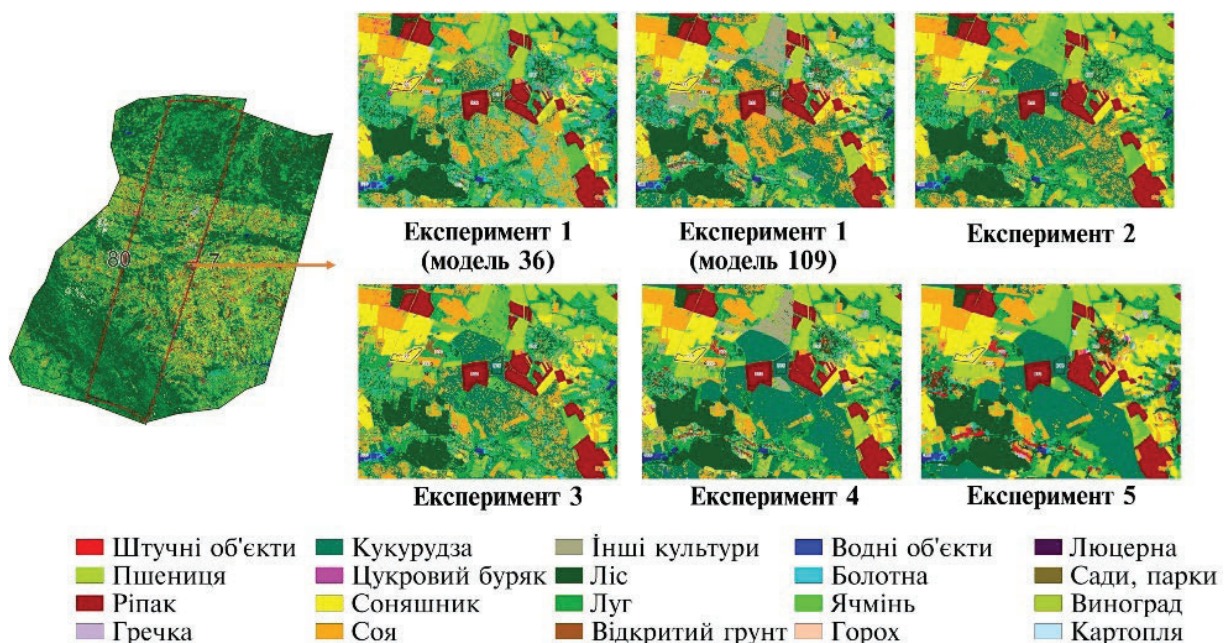 80 7
Експеримент 1
(модель 36)
Експеримент 1
(модель 109)
Експеримент 2
Експеримент 3
Експеримент 4
Експеримент 5
Штучні об'єкти
Кукурудза
Інші культури
Водні об'єкти
Люцерна
Пшениця
Цукровий буряк
Ліс
Болотна
Сади, парки
Ріпак
Соняшник
Луг
Ячмінь
Виноград
Гречка
Соя
Відкритий грунт
Горох
Картопля